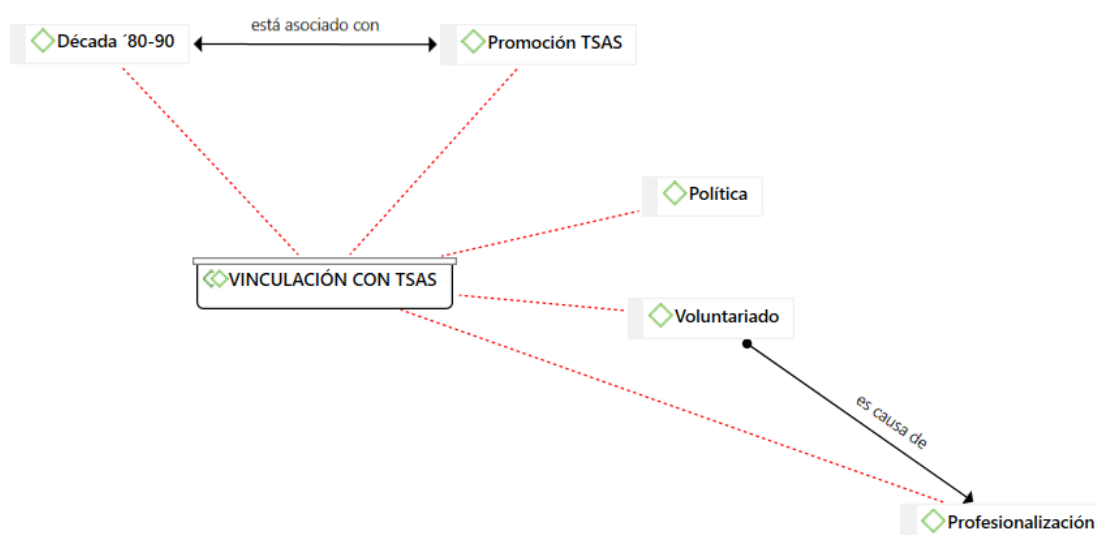 está asociado con
Década ´80-90
Promoción TSAS
Política
VINCULACIÓN CON TSAS
Voluntariado
es causa de
Profesionalización